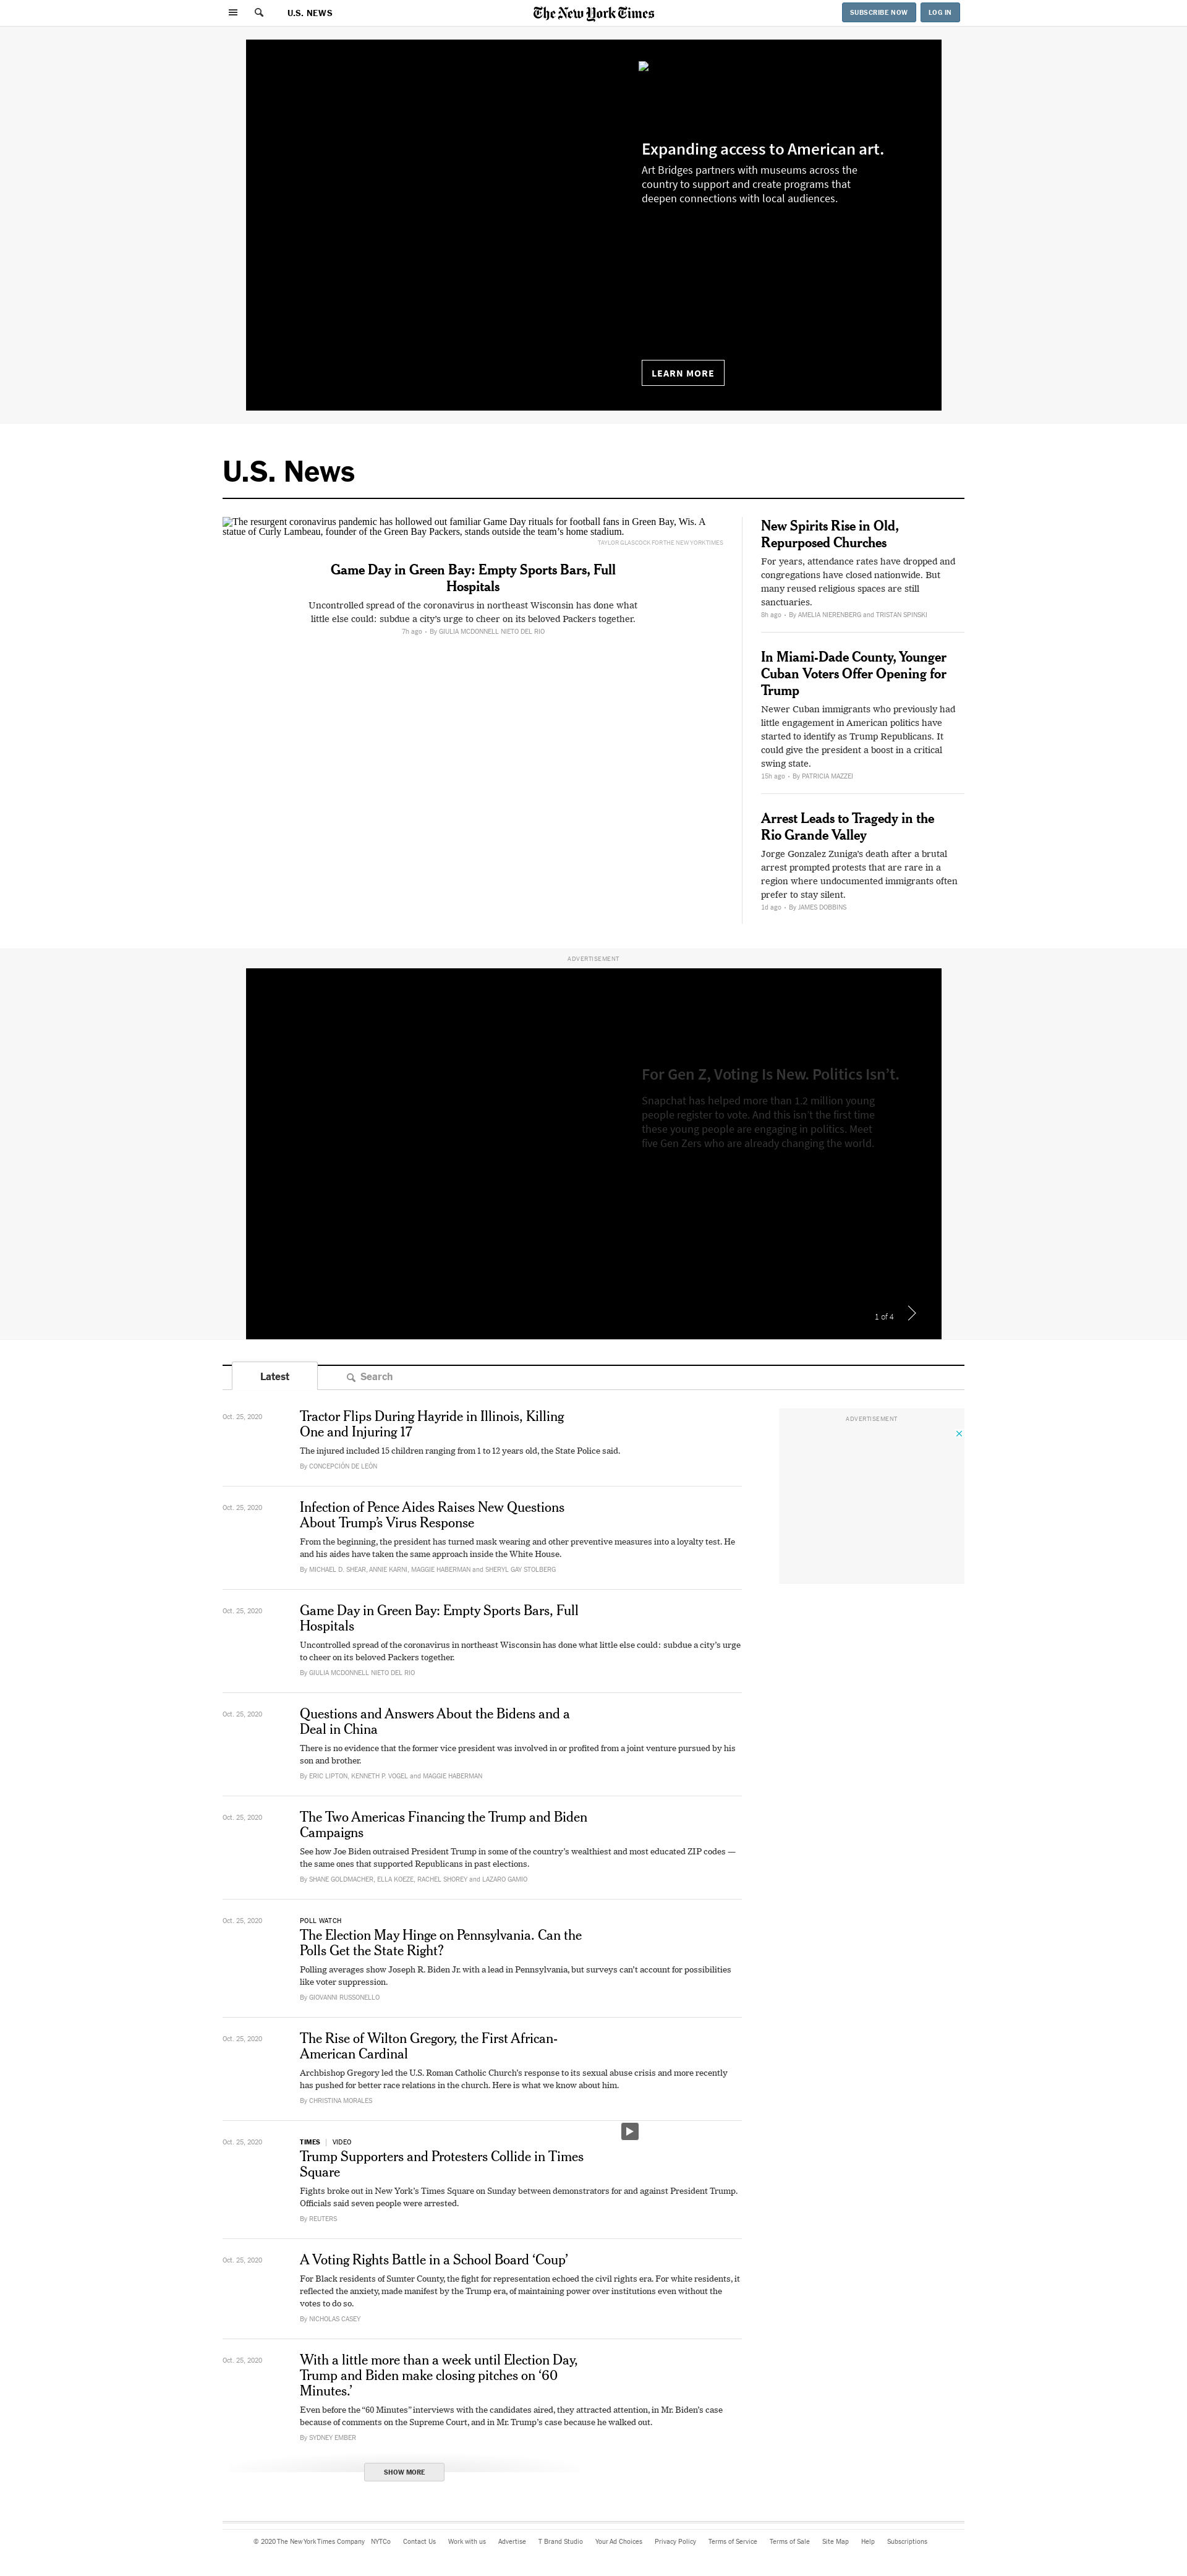 U.S. NEWS
The New York Times
SUBSCRIBE NOW
LOG IN
Expanding access to American art.
Art Bridges partners with museums across the
country to support and create programs that
deepen connections with local audiences.
LEARN MORE
U.S. News
The resurgent coronavirus pandemic has hollowed out familiar Game Day rituals for football fans in Green Bay, Wis. A
statue of Curly Lambeau, founder of the Green Bay Packers, stands outside the team's home stadium.
TAYLOR GLASCOCK FOR THE NEW YORK TIMES
Game Day in Green Bay: Empty Sports Bars, Full
Hospitals
Uncontrolled spread of the coronavirus in northeast Wisconsin has done what
little else could: subdue a city's urge to cheer on its beloved Packers together.
7h ago - By GIULIA MCDONNELL NIETO DEL RIO
New Spirits Rise in Old,
Repurposed Churches
For years, attendance rates have dropped and
congregations have closed nationwide. But
many reused religious spaces are still
sanctuaries.
8h ago - By AMELIA NIERENBERG and TRISTAN SPINSKI
In Miami-Dade County, Younger
Cuban Voters Offer Opening for
Trump
Newer Cuban immigrants who previously had
little engagement in American politics have
started to identify as Trump Republicans. It
could give the president a boost in a critical
swing state.
15h ago - By PATRICIA MAZZEI
Arrest Leads to Tragedy in the
Rio Grande Valley
Jorge Gonzalez Zuniga's death after a brutal
arrest prompted protests that are rare in a
region where undocumented immigrants often
prefer to stay silent.
1d ago - By JAMES DOBBINS
ADVERTISEMENT
For Gen Z, Voting Is New. Politics Isn't.
Snapchat has helped more than 1.2 million young
people register to vote. And this isn't the first time
these young people are engaging in politics. Meet
five Gen Zers who are already changing the world.
1 of 4
Latest
Search
ADVERTISEMENT
Oct. 25, 2020
Tractor Flips During Hayride in Illinois, Killing
One and Injuring 17
The injured included 15 children ranging from 1 to 12 years old, the State Police said.
By CONCEPCIÓN DE LEÓN
Oct. 25, 2020
Infection of Pence Aides Raises New Questions
About Trump's Virus Response
From the beginning, the president has turned mask wearing and other preventive measures into a loyalty test. He
and his aides have taken the same approach inside the White House.
By MICHAEL D. SHEAR, ANNIE KARNI, MAGGIE HABERMAN and SHERYL GAY STOLBERG
Oct. 25, 2020
Game Day in Green Bay: Empty Sports Bars, Full
Hospitals
Uncontrolled spread of the coronavirus in northeast Wisconsin has done what little else could: subdue a city's urge
to cheer on its beloved Packers together.
By GIULIA MCDONNELL NIETO DEL RIO
Oct. 25, 2020
Questions and Answers About the Bidens and a
Deal in China
There is no evidence that the former vice president was involved in or profited from a joint venture pursued by his
son and brother.
By ERIC LIPTON, KENNETH P. VOGEL and MAGGIE HABERMAN
Oct. 25, 2020
The Two Americas Financing the Trump and Biden
Campaigns
See how Joe Biden outraised President Trump in some of the country's wealthiest and most educated ZIP codes —
the same ones that supported Republicans in past elections.
By SHANE GOLDMACHER, ELLA KOEZE, RACHEL SHOREY and LAZARO GAMIO
Oct. 25, 2020
POLL WATCH
The Election May Hinge on Pennsylvania. Can the
Polls Get the State Right?
Polling averages show Joseph R. Biden Jr. with a lead in Pennsylvania, but surveys can't account for possibilities
like voter suppression.
By GIOVANNI RUSSONELLO
Oct. 25, 2020
The Rise of Wilton Gregory, the First African-
American Cardinal
Archbishop Gregory led the U.S. Roman Catholic Church's response to its sexual abuse crisis and more recently
has pushed for better race relations in the church. Here is what we know about him.
By CHRISTINA MORALES
Oct. 25, 2020
TIMES | VIDEO
Trump Supporters and Protesters Collide in Times
Square
Fights broke out in New York's Times Square on Sunday between demonstrators for and against President Trump.
Officials said seven people were arrested.
By REUTERS
Oct. 25, 2020
A Voting Rights Battle in a School Board 'Coup'
For Black residents of Sumter County, the fight for representation echoed the civil rights era. For white residents, it
reflected the anxiety, made manifest by the Trump era, of maintaining power over institutions even without the
votes to do so.
By NICHOLAS CASEY
Oct. 25, 2020
With a little more than a week until Election Day,
Trump and Biden make closing pitches on '60
Minutes.'
Even before the "60 Minutes" interviews with the candidates aired, they attracted attention, in Mr. Biden's case
because of comments on the Supreme Court, and in Mr. Trump's case because he walked out.
By SYDNEY EMBER
SHOW MORE
© 2020 The New York Times Company NYTCo Contact Us Work with us Advertise T Brand Studio Your Ad Choices Privacy Policy Terms of Service Terms of Sale Site Map Help Subscriptions